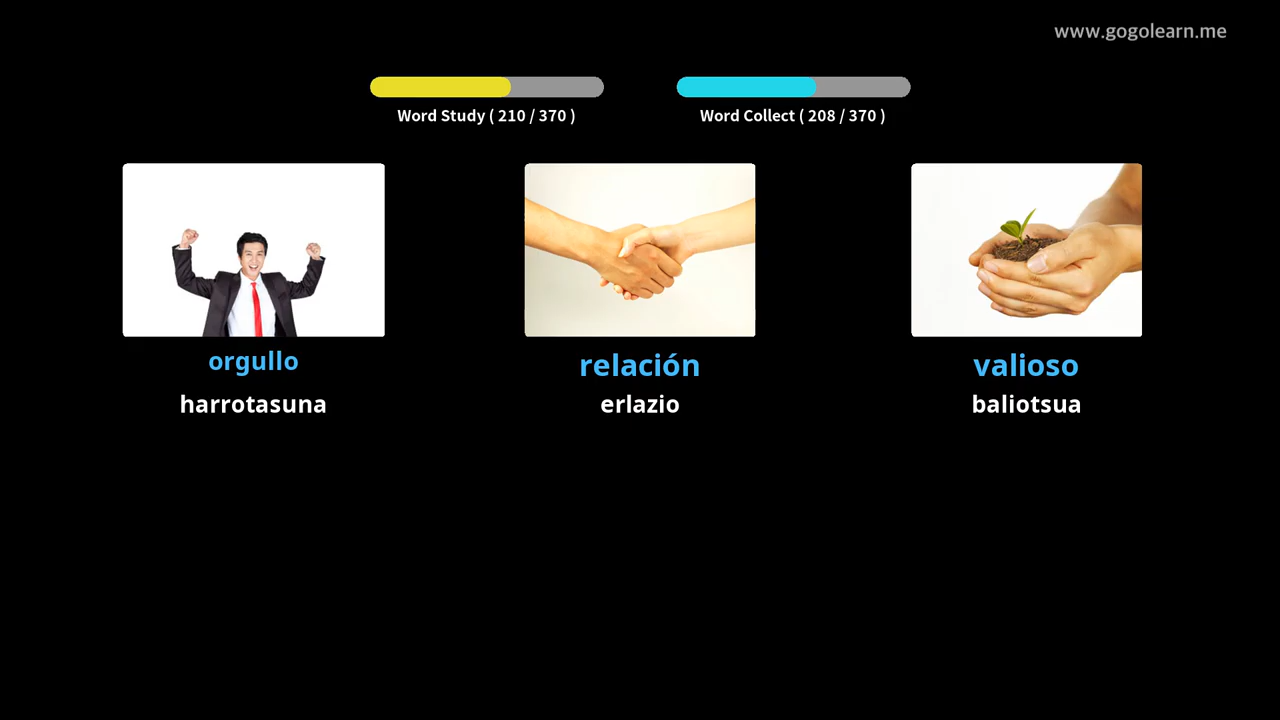 www.gogolearn.me
Word Study ( 210 / 370 )
Word Collect ( 208 / 370 )
orgullo
harrotasuna
relación
erlazio
valioso
baliotsua